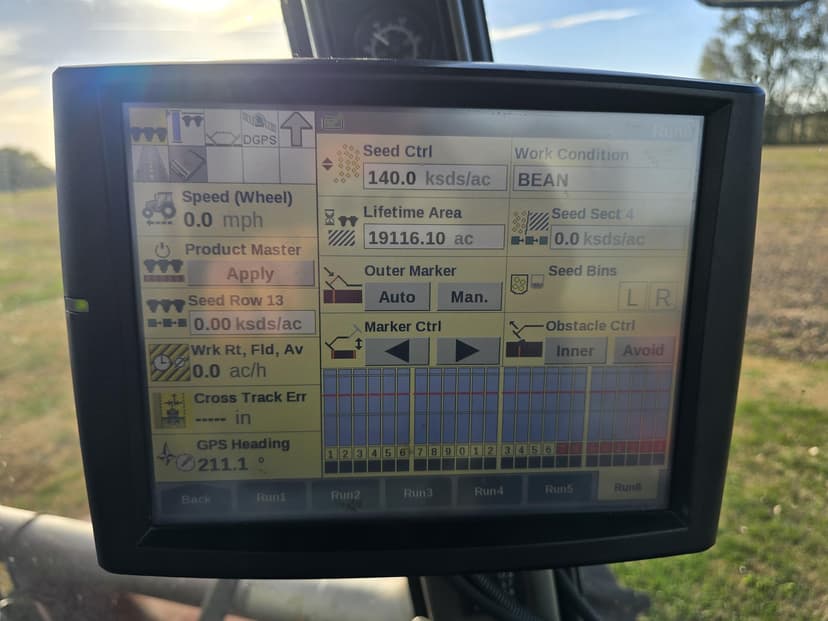 DGPS
Speed (Wheel)
0.0 mph
Product Master
Apply
Seed Row 13
0.00 ksds/ac
Wrk Rt, Fld, Av
0.0 ac/h
Cross Track Err
----- in
GPS Heading
211.1 °
Seed Ctrl
140.0 ksds/ac
Work Condition
BEAN
Lifetime Area
19116.10 ac
Seed Sect 4
0.0 ksds/ac
Outer Marker
Auto Man.
Seed Bins
L R
Marker Ctrl
Obstacle Ctrl
Inner Avoid
1 2 3 4 5 6 7 8 9 0 1 2 3 4 5 6
Back Run1 Run2 Run3 Run4 Run5 Run6